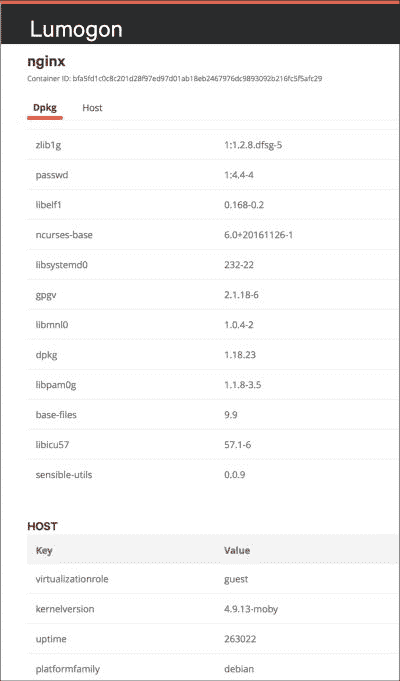 Lumogon
nginx
Container ID: bfa5fd1c0c8c201d28f97ed97d01ab18eb2467976dc9893092b216fc5f5afc29
Dpkg Host
zlib1g 1:1.2.8.dfsg-5
passwd 1:4.4-4
libelf1 0.168-0.2
ncurses-base 6.0+20161126-1
libsystemd0 232-22
gpgv 2.1.18-6
libmnl0 1.0.4-2
dpkg 1.18.23
libpam0g 1.1.8-3.5
base-files 9.9
libicu57 57.1-6
sensible-utils 0.0.9
HOST
Key Value
virtualizationrole guest
kernelversion 4.9.13-moby
uptime 263022
platformfamily debian